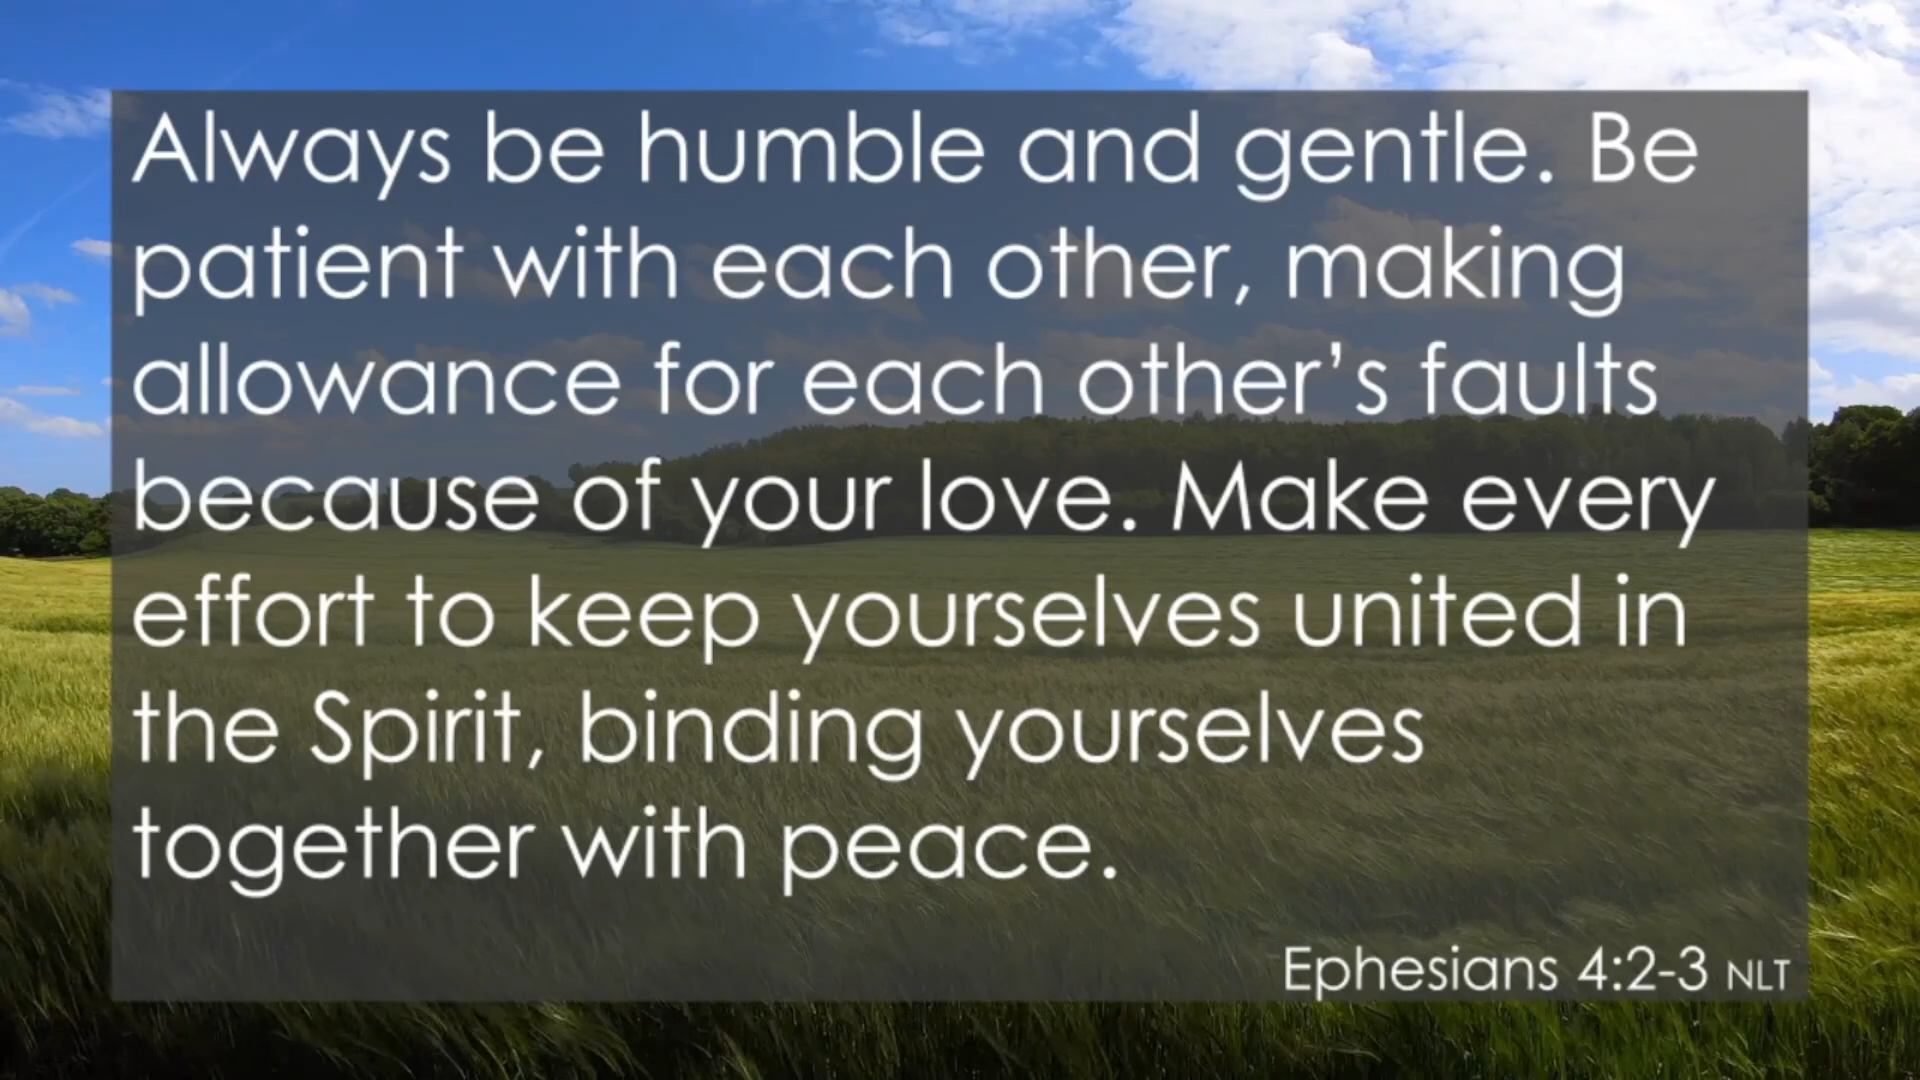 Always be humble and gentle. Be
patient with each other, making
allowance for each other’s faults
because of your love. Make every
effort to keep yourselves united in
the Spirit, binding yourselves
together with peace.
Ephesians 4:2-3 NLT